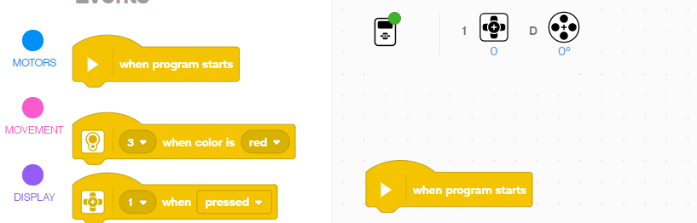 Events
MOTORS
when program starts
MOVEMENT
3 when color is red
DISPLAY
1 when pressed
1 D
0 0°
when program starts